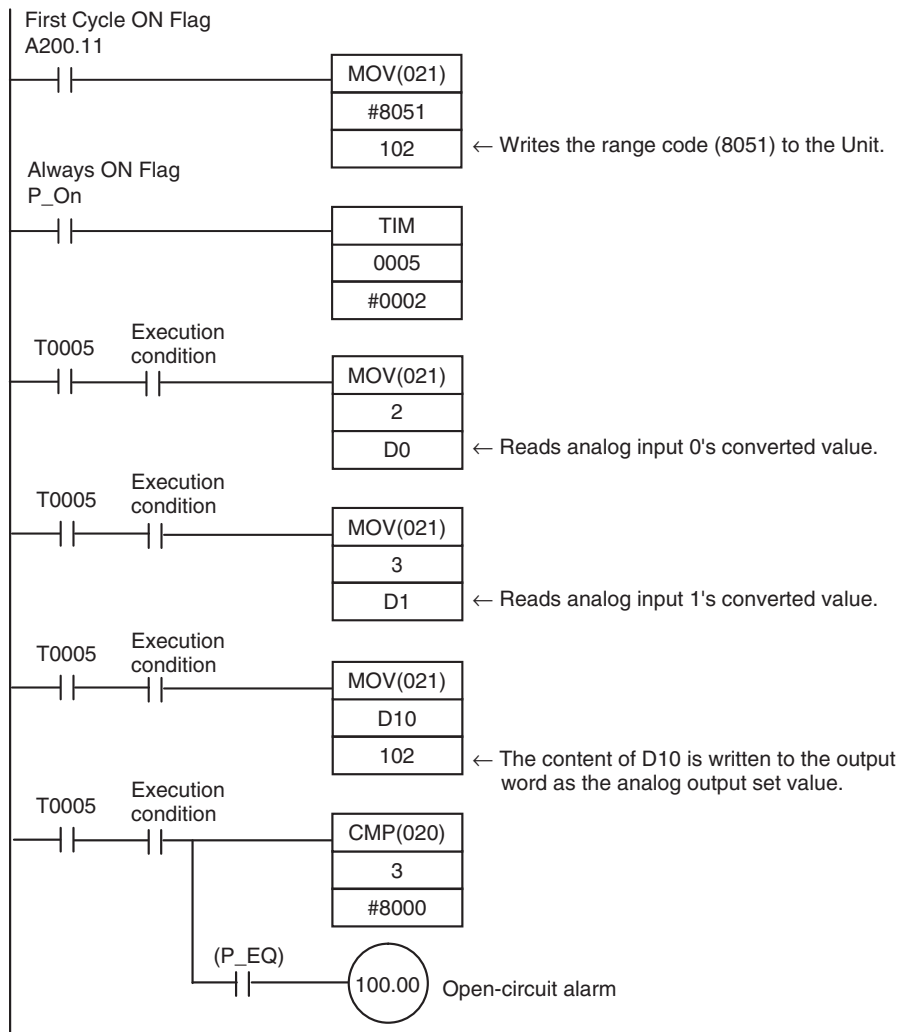 First Cycle ON Flag
A200.11
MOV(021)
#8051
102
← Writes the range code (8051) to the Unit.
Always ON Flag
P_On
TIM
0005
#0002
T0005
Execution
condition
MOV(021)
2
D0
← Reads analog input 0's converted value.
T0005
Execution
condition
MOV(021)
3
D1
← Reads analog input 1's converted value.
T0005
Execution
condition
MOV(021)
D10
102
← The content of D10 is written to the output
word as the analog output set value.
T0005
Execution
condition
CMP(020)
3
#8000
(P_EQ)
100.00
Open-circuit alarm